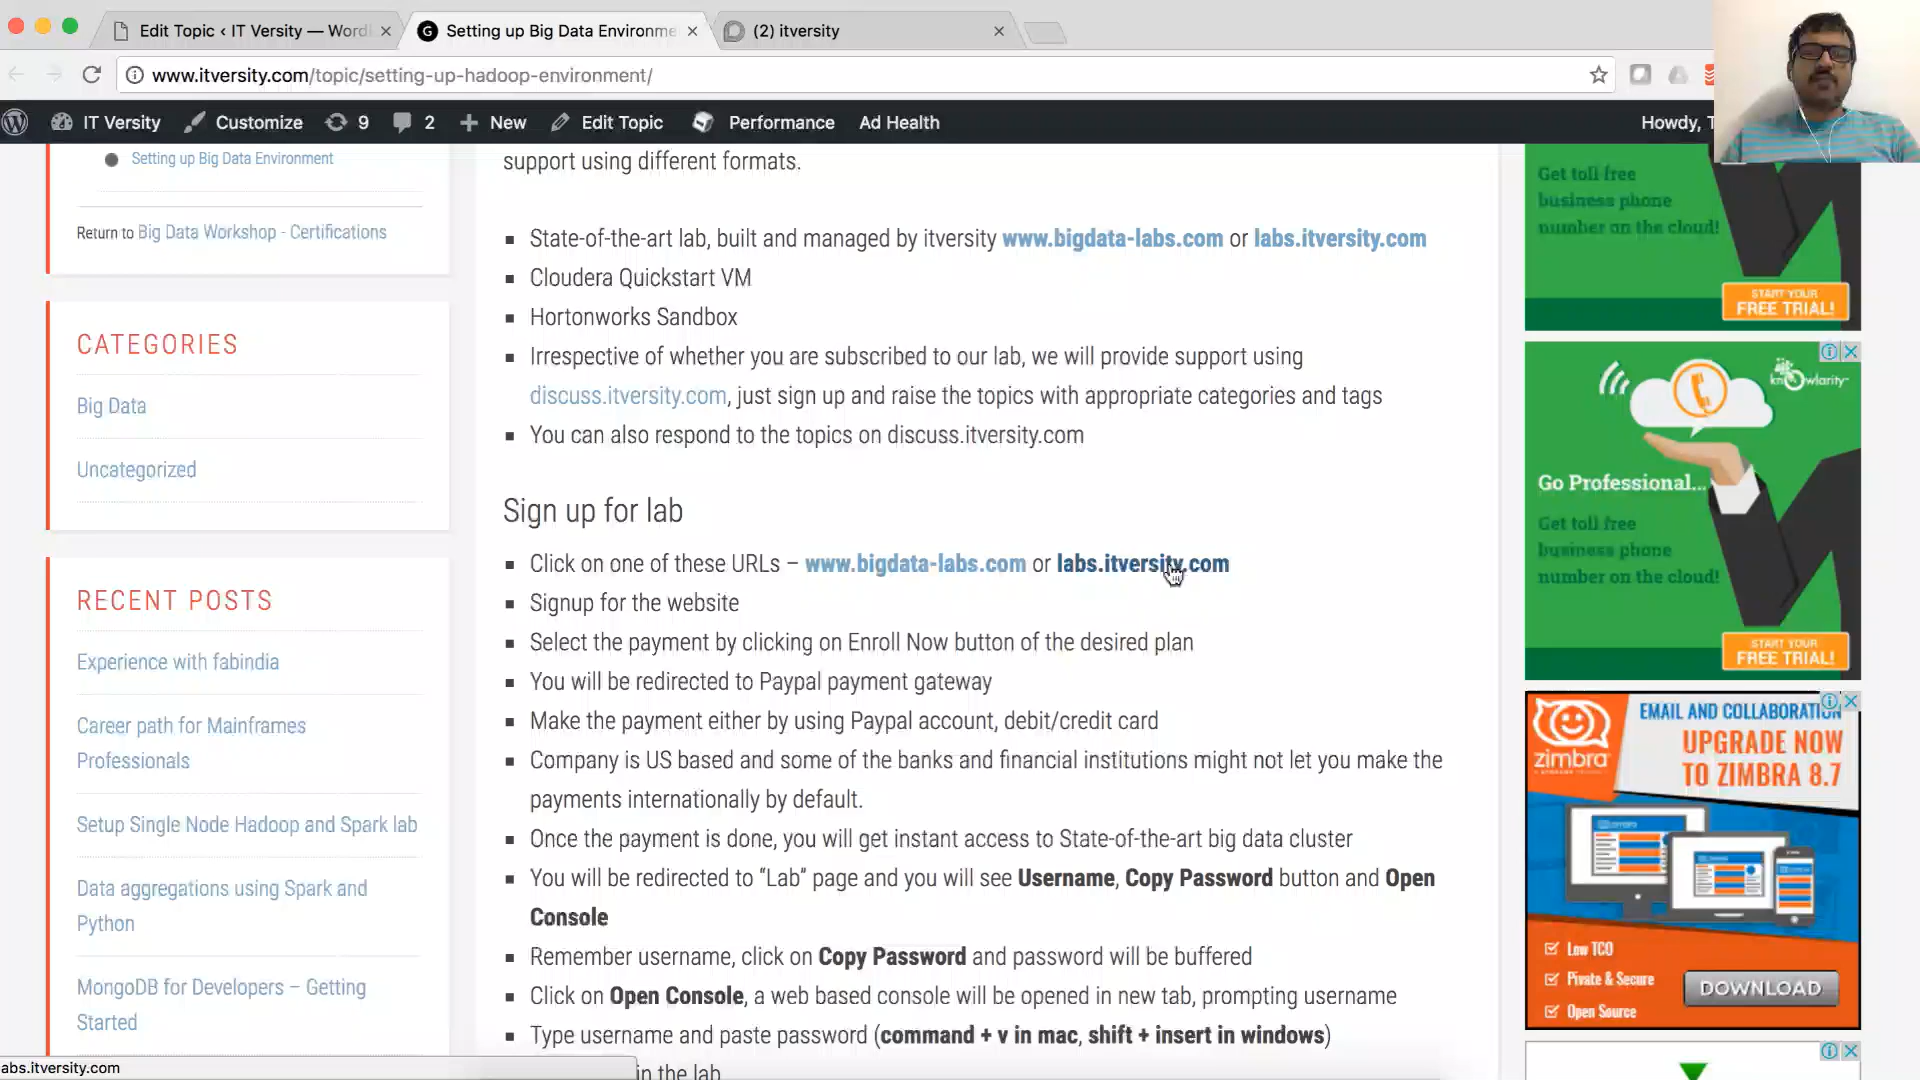 Edit Topic ‹ IT Versity — Word
Setting up Big Data Environme
(2) itversity
www.itversity.com/topic/setting-up-hadoop-environment/
IT Versity
Customize
9
2
New
Edit Topic
Performance
Ad Health
Howdy, T
Setting up Big Data Environment
Return to Big Data Workshop - Certifications
CATEGORIES
Big Data
Uncategorized
RECENT POSTS
Experience with fabindia
Career path for Mainframes
Professionals
Setup Single Node Hadoop and Spark lab
Data aggregations using Spark and
Python
MongoDB for Developers – Getting
Started
abs.itversity.com
support using different formats.
State-of-the-art lab, built and managed by itversity www.bigdata-labs.com or labs.itversity.com
Cloudera Quickstart VM
Hortonworks Sandbox
Irrespective of whether you are subscribed to our lab, we will provide support using
discuss.itversity.com, just sign up and raise the topics with appropriate categories and tags
You can also respond to the topics on discuss.itversity.com
Sign up for lab
Click on one of these URLs – www.bigdata-labs.com or labs.itversity.com
Signup for the website
Select the payment by clicking on Enroll Now button of the desired plan
You will be redirected to Paypal payment gateway
Make the payment either by using Paypal account, debit/credit card
Company is US based and some of the banks and financial institutions might not let you make the
payments internationally by default.
Once the payment is done, you will get instant access to State-of-the-art big data cluster
You will be redirected to “Lab” page and you will see Username, Copy Password button and Open
Console
Remember username, click on Copy Password and password will be buffered
Click on Open Console, a web based console will be opened in new tab, prompting username
Type username and paste password (command + v in mac, shift + insert in windows)
in the lab
Get toll free
business phone
number on the cloud!
START YOUR
FREE TRIAL!
knowlarity
Go Professional...
Get toll free
business phone
number on the cloud!
START YOUR
FREE TRIAL!
zimbra
EMAIL AND COLLABORATION
UPGRADE NOW
TO ZIMBRA 8.7
Low TCO
Pivate & Secure
Open Source
DOWNLOAD